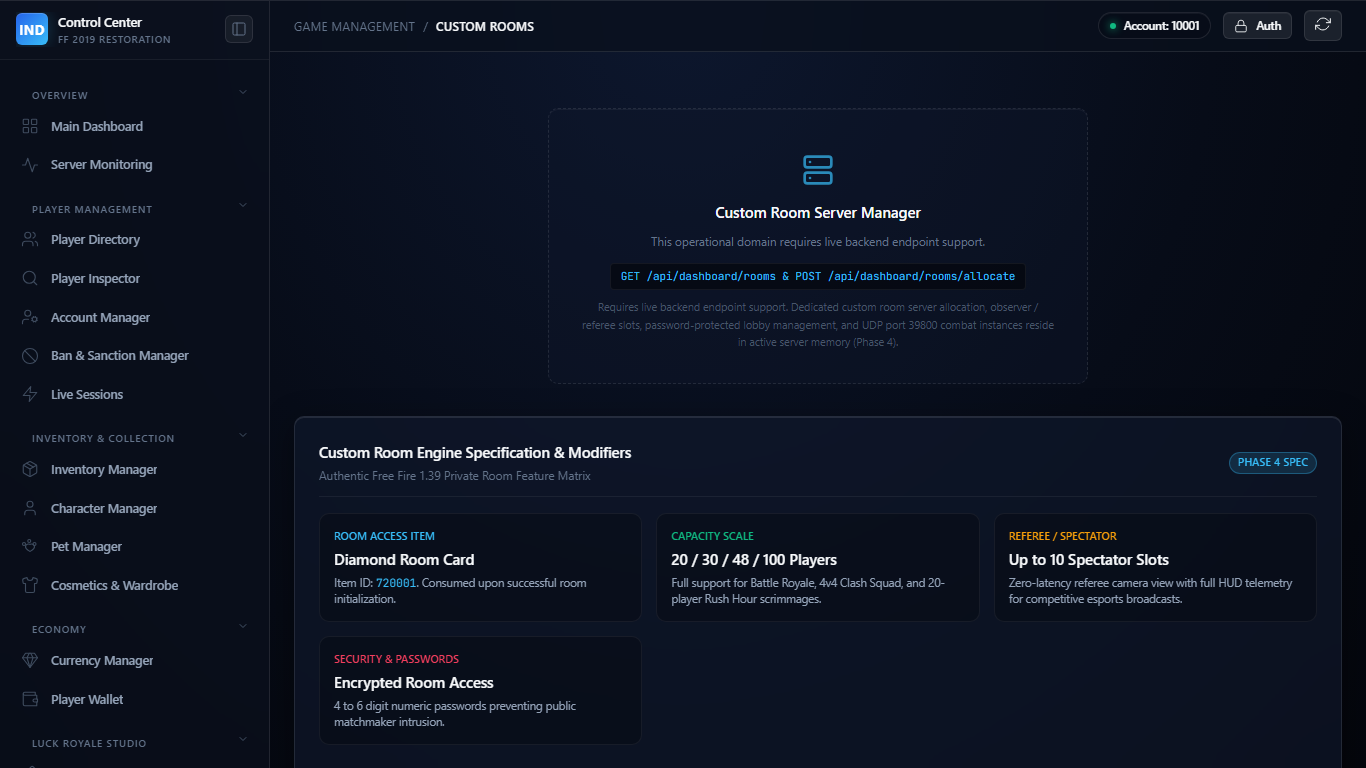 IND
Control Center
FF 2019 RESTORATION
GAME MANAGEMENT / CUSTOM ROOMS
Account: 10001
Auth
OVERVIEW
Main Dashboard
Server Monitoring
PLAYER MANAGEMENT
Player Directory
Player Inspector
Account Manager
Ban & Sanction Manager
Live Sessions
INVENTORY & COLLECTION
Inventory Manager
Character Manager
Pet Manager
Cosmetics & Wardrobe
ECONOMY
Currency Manager
Player Wallet
LUCK ROYALE STUDIO
Custom Room Server Manager
This operational domain requires live backend endpoint support.
GET /api/dashboard/rooms & POST /api/dashboard/rooms/allocate
Requires live backend endpoint support. Dedicated custom room server allocation, observer /
referee slots, password-protected lobby management, and UDP port 39800 combat instances reside
in active server memory (Phase 4).
Custom Room Engine Specification & Modifiers
Authentic Free Fire 1.39 Private Room Feature Matrix
PHASE 4 SPEC
ROOM ACCESS ITEM
Diamond Room Card
Item ID: 720001. Consumed upon successful room
initialization.
CAPACITY SCALE
20 / 30 / 48 / 100 Players
Full support for Battle Royale, 4v4 Clash Squad, and 20-
player Rush Hour scrimmages.
REFEREE / SPECTATOR
Up to 10 Spectator Slots
Zero-latency referee camera view with full HUD telemetry
for competitive esports broadcasts.
SECURITY & PASSWORDS
Encrypted Room Access
4 to 6 digit numeric passwords preventing public
matchmaker intrusion.